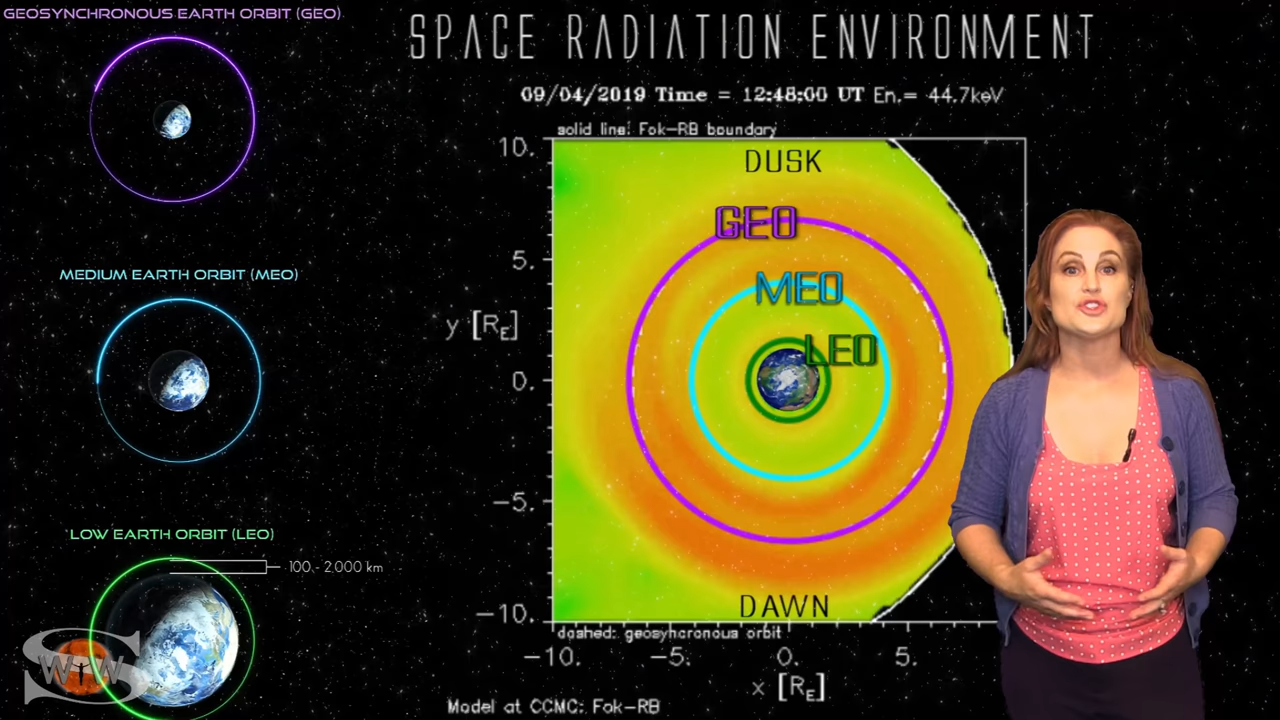 GEOSYNCHRONOUS EARTH ORBIT (GEO)
SPACE RADIATION ENVIRONMENT
09/04/2019 Time = 12:48:00 UT En.= 44.7keV
solid line: Fok-RB boundary
10.
DUSK
GEO
5.
MEDIUM EARTH ORBIT (MEO)
MEO
y [RE]
LEO
0.
-5.
LOW EARTH ORBIT (LEO)
100 - 2,000 km
-10.
DAWN
dashed: geosyhcronous orbit
-10. -5. 0. 5.
x [RE]
SWTW
Model at CCMC: Fok-RB